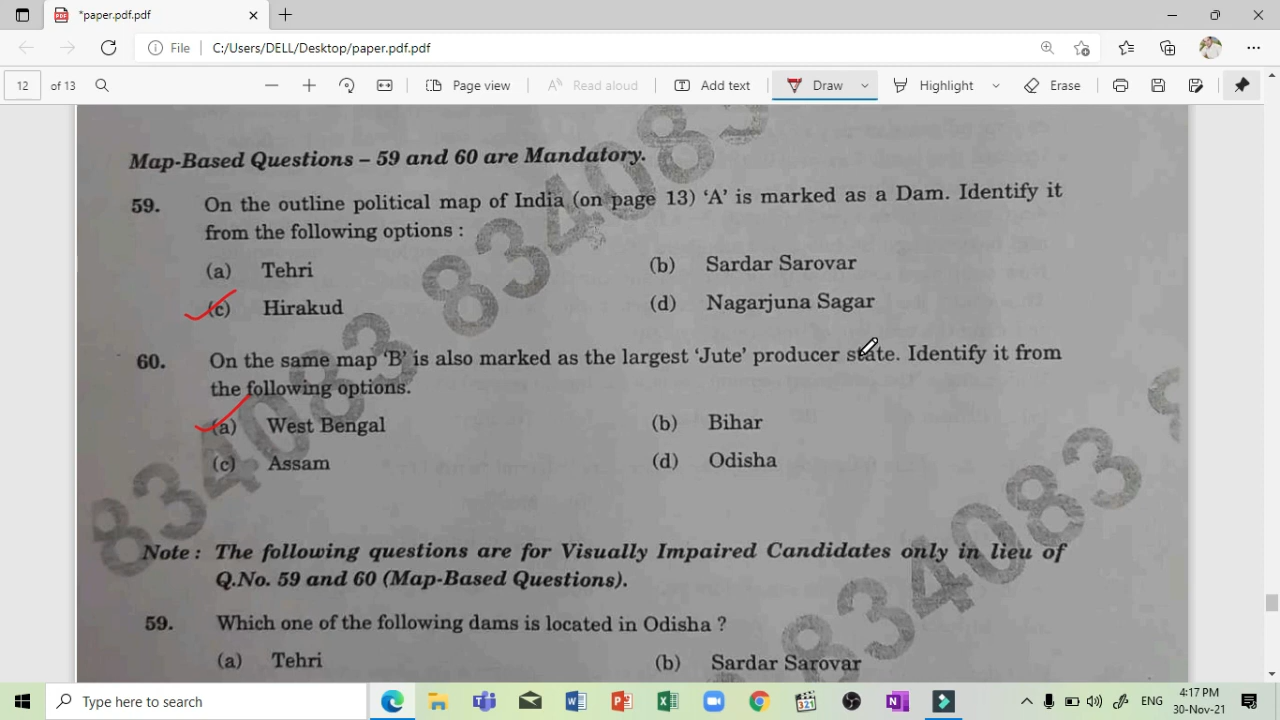 *paper.pdf.pdf
File | C:/Users/DELL/Desktop/paper.pdf.pdf
12 of 13
Page view
Read aloud
Add text
Draw
Highlight
Erase
Map-Based Questions – 59 and 60 are Mandatory.
59. On the outline political map of India (on page 13) ‘A’ is marked as a Dam. Identify it
from the following options :
(a) Tehri (b) Sardar Sarovar
(c) Hirakud (d) Nagarjuna Sagar
60. On the same map ‘B’ is also marked as the largest ‘Jute’ producer state. Identify it from
the following options.
(a) West Bengal (b) Bihar
(c) Assam (d) Odisha
Note : The following questions are for Visually Impaired Candidates only in lieu of
Q.No. 59 and 60 (Map-Based Questions).
59. Which one of the following dams is located in Odisha ?
(a) Tehri (b) Sardar Sarovar
834083 834083
834083
Type here to search
ENG
4:17 PM
30-Nov-21